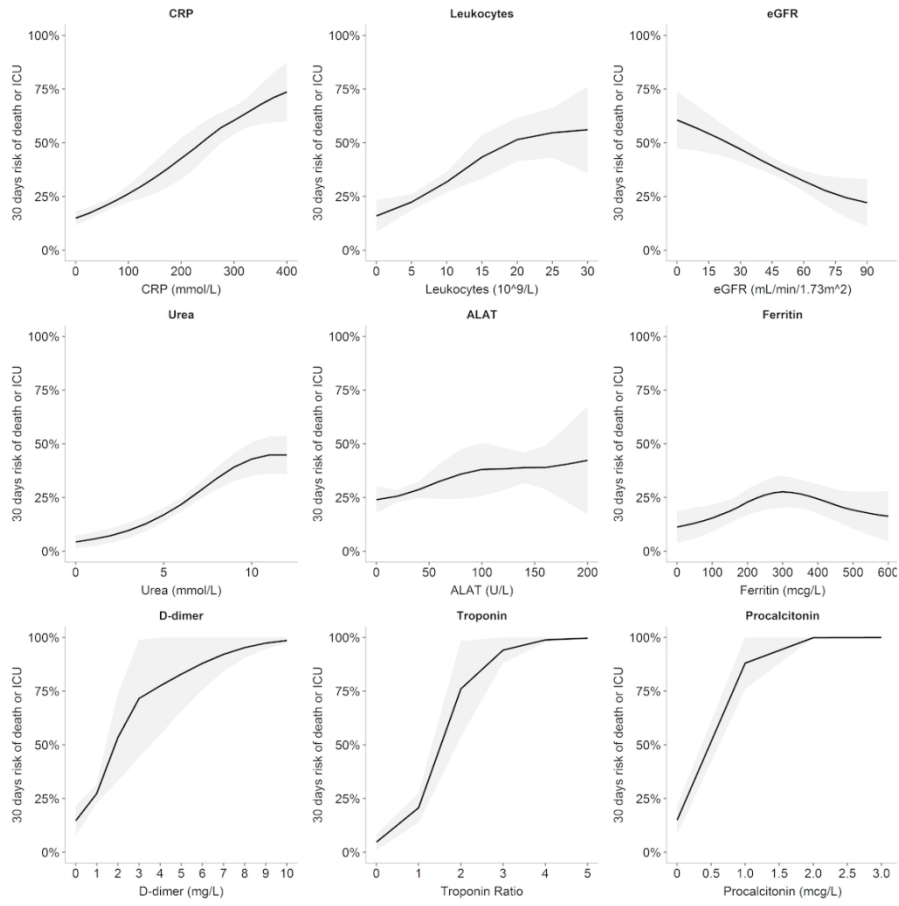 CRP
Leukocytes
eGFR
100%
75%
50%
25%
0%
30 days risk of death or ICU
0 100 200 300 400
CRP (mmol/L)
100%
75%
50%
25%
0%
30 days risk of death or ICU
0 5 10 15 20 25 30
Leukocytes (10^9/L)
100%
75%
50%
25%
0%
30 days risk of death or ICU
0 15 30 45 60 75 90
eGFR (mL/min/1.73m^2)
Urea
ALAT
Ferritin
100%
75%
50%
25%
0%
30 days risk of death or ICU
0 5 10
Urea (mmol/L)
100%
75%
50%
25%
0%
30 days risk of death or ICU
0 50 100 150 200
ALAT (U/L)
100%
75%
50%
25%
0%
30 days risk of death or ICU
0 100 200 300 400 500 600
Ferritin (mcg/L)
D-dimer
Troponin
Procalcitonin
100%
75%
50%
25%
0%
30 days risk of death or ICU
0 1 2 3 4 5 6 7 8 9 10
D-dimer (mg/L)
100%
75%
50%
25%
0%
30 days risk of death or ICU
0 1 2 3 4 5
Troponin Ratio
100%
75%
50%
25%
0%
30 days risk of death or ICU
0 0.5 1.0 1.5 2.0 2.5 3.0
Procalcitonin (mcg/L)